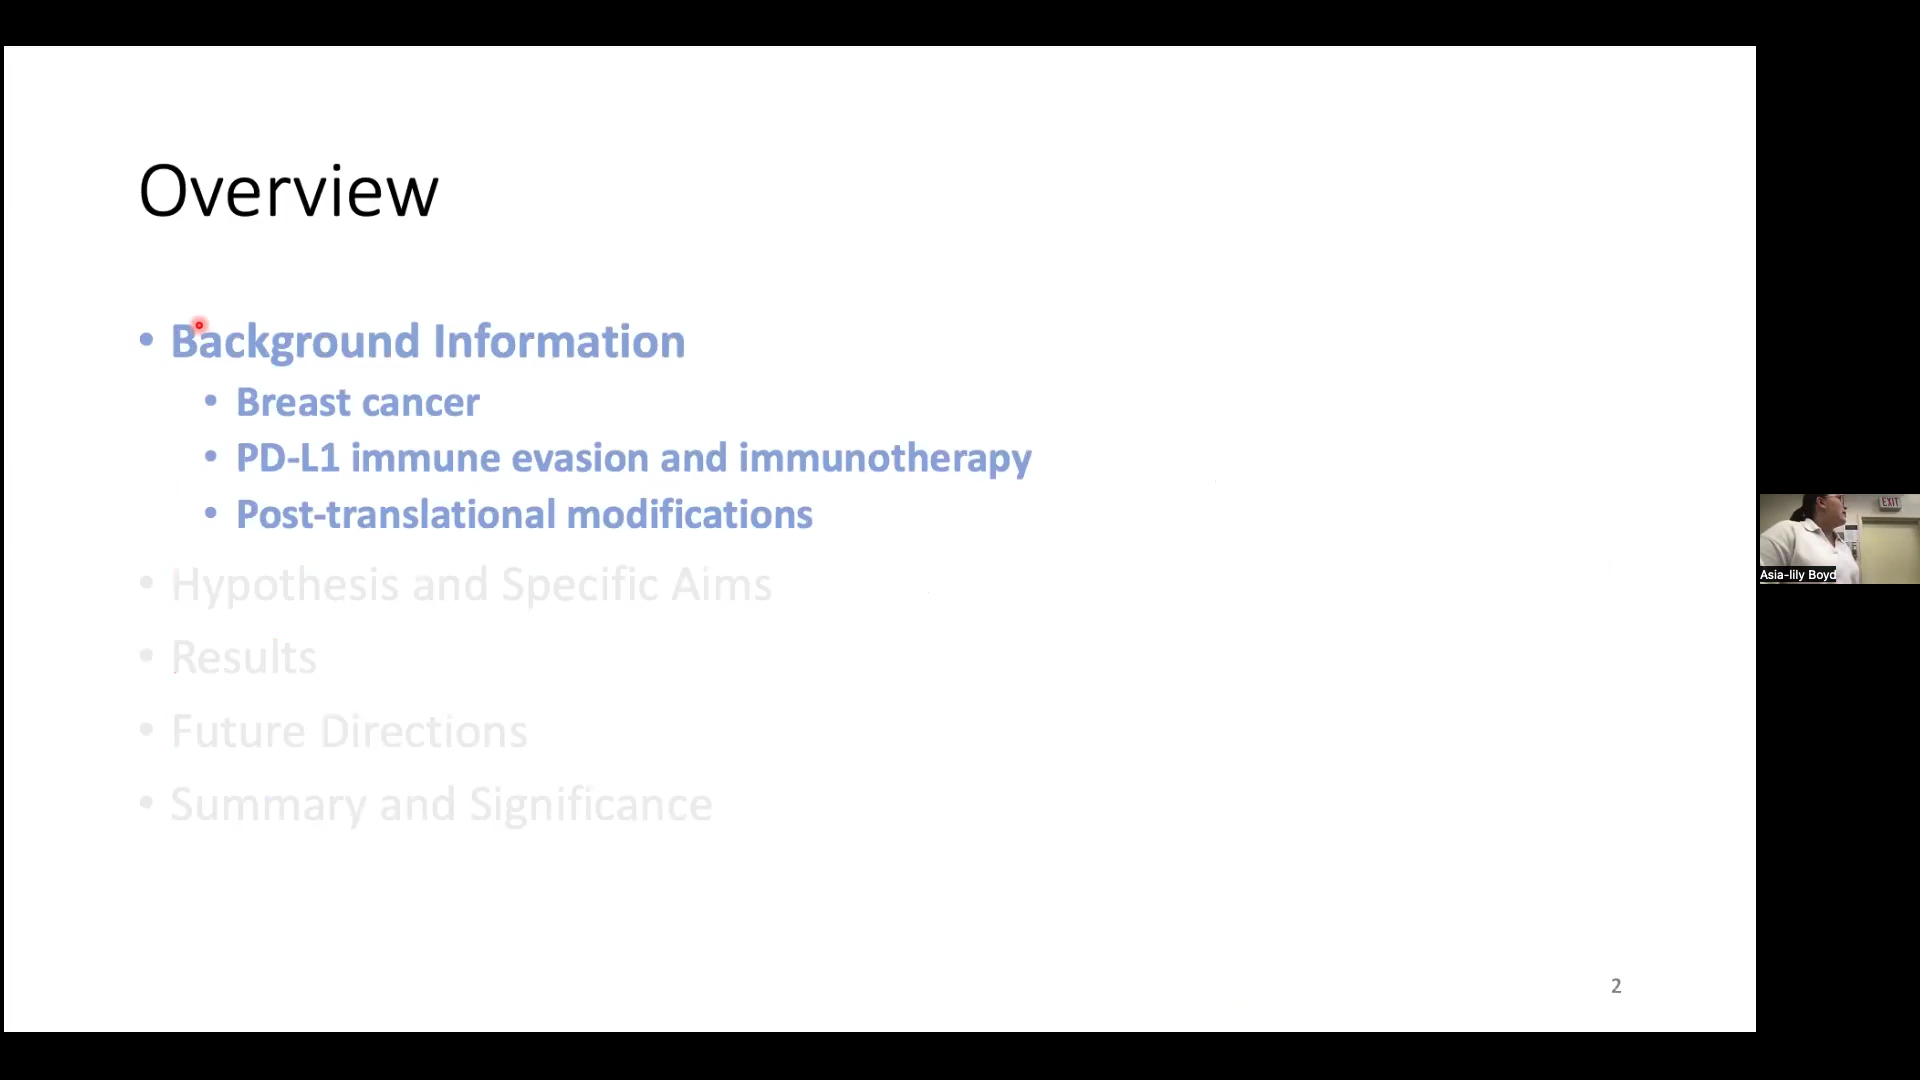 Overview
• Background Information
• Breast cancer
• PD-L1 immune evasion and immunotherapy
• Post-translational modifications
• Hypothesis and Specific Aims
• Results
• Future Directions
• Summary and Significance
2
EXIT
Asia-lily Boyd